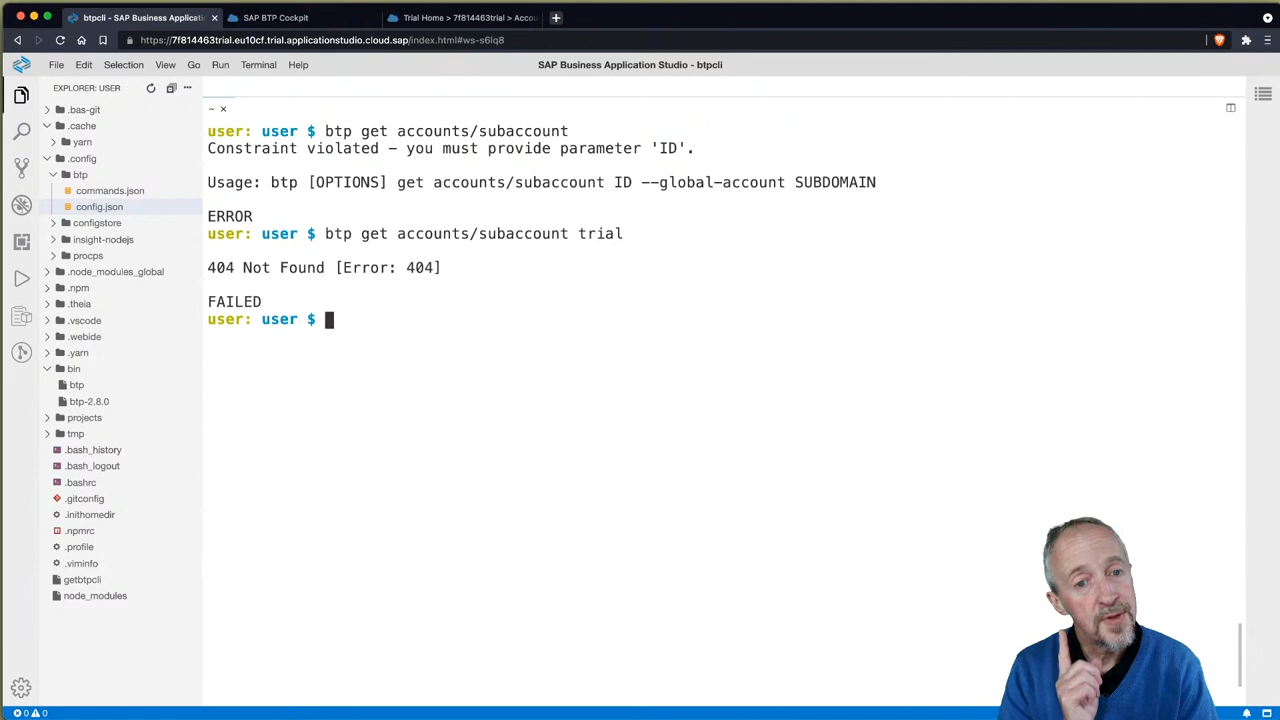 btpcli - SAP Business Applicati
SAP BTP Cockpit
Trial Home > 7f814463trial > Accou
https://7f814463trial.eu10cf.trial.applicationstudio.cloud.sap/index.html#ws-s6lq8
File Edit Selection View Go Run Terminal Help
SAP Business Application Studio - btpcli
EXPLORER: USER
.bas-git
.cache
yarn
.config
btp
commands.json
config.json
configstore
insight-nodejs
procps
.node_modules_global
.npm
.theia
.vscode
.webide
.yarn
bin
btp
btp-2.8.0
projects
tmp
.bash_history
.bash_logout
.bashrc
.gitconfig
.inithomedir
.npmrc
.profile
.viminfo
getbtpcli
node_modules
~ ×
user: user $ btp get accounts/subaccount
Constraint violated - you must provide parameter 'ID'.
Usage: btp [OPTIONS] get accounts/subaccount ID --global-account SUBDOMAIN
ERROR
user: user $ btp get accounts/subaccount trial
404 Not Found [Error: 404]
FAILED
user: user $
0 0